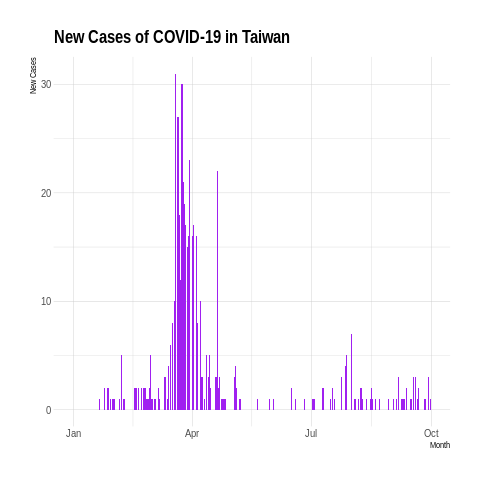 New Cases of COVID-19 in Taiwan
New Cases
30
20
10
0
Jan Apr Jul Oct
Month